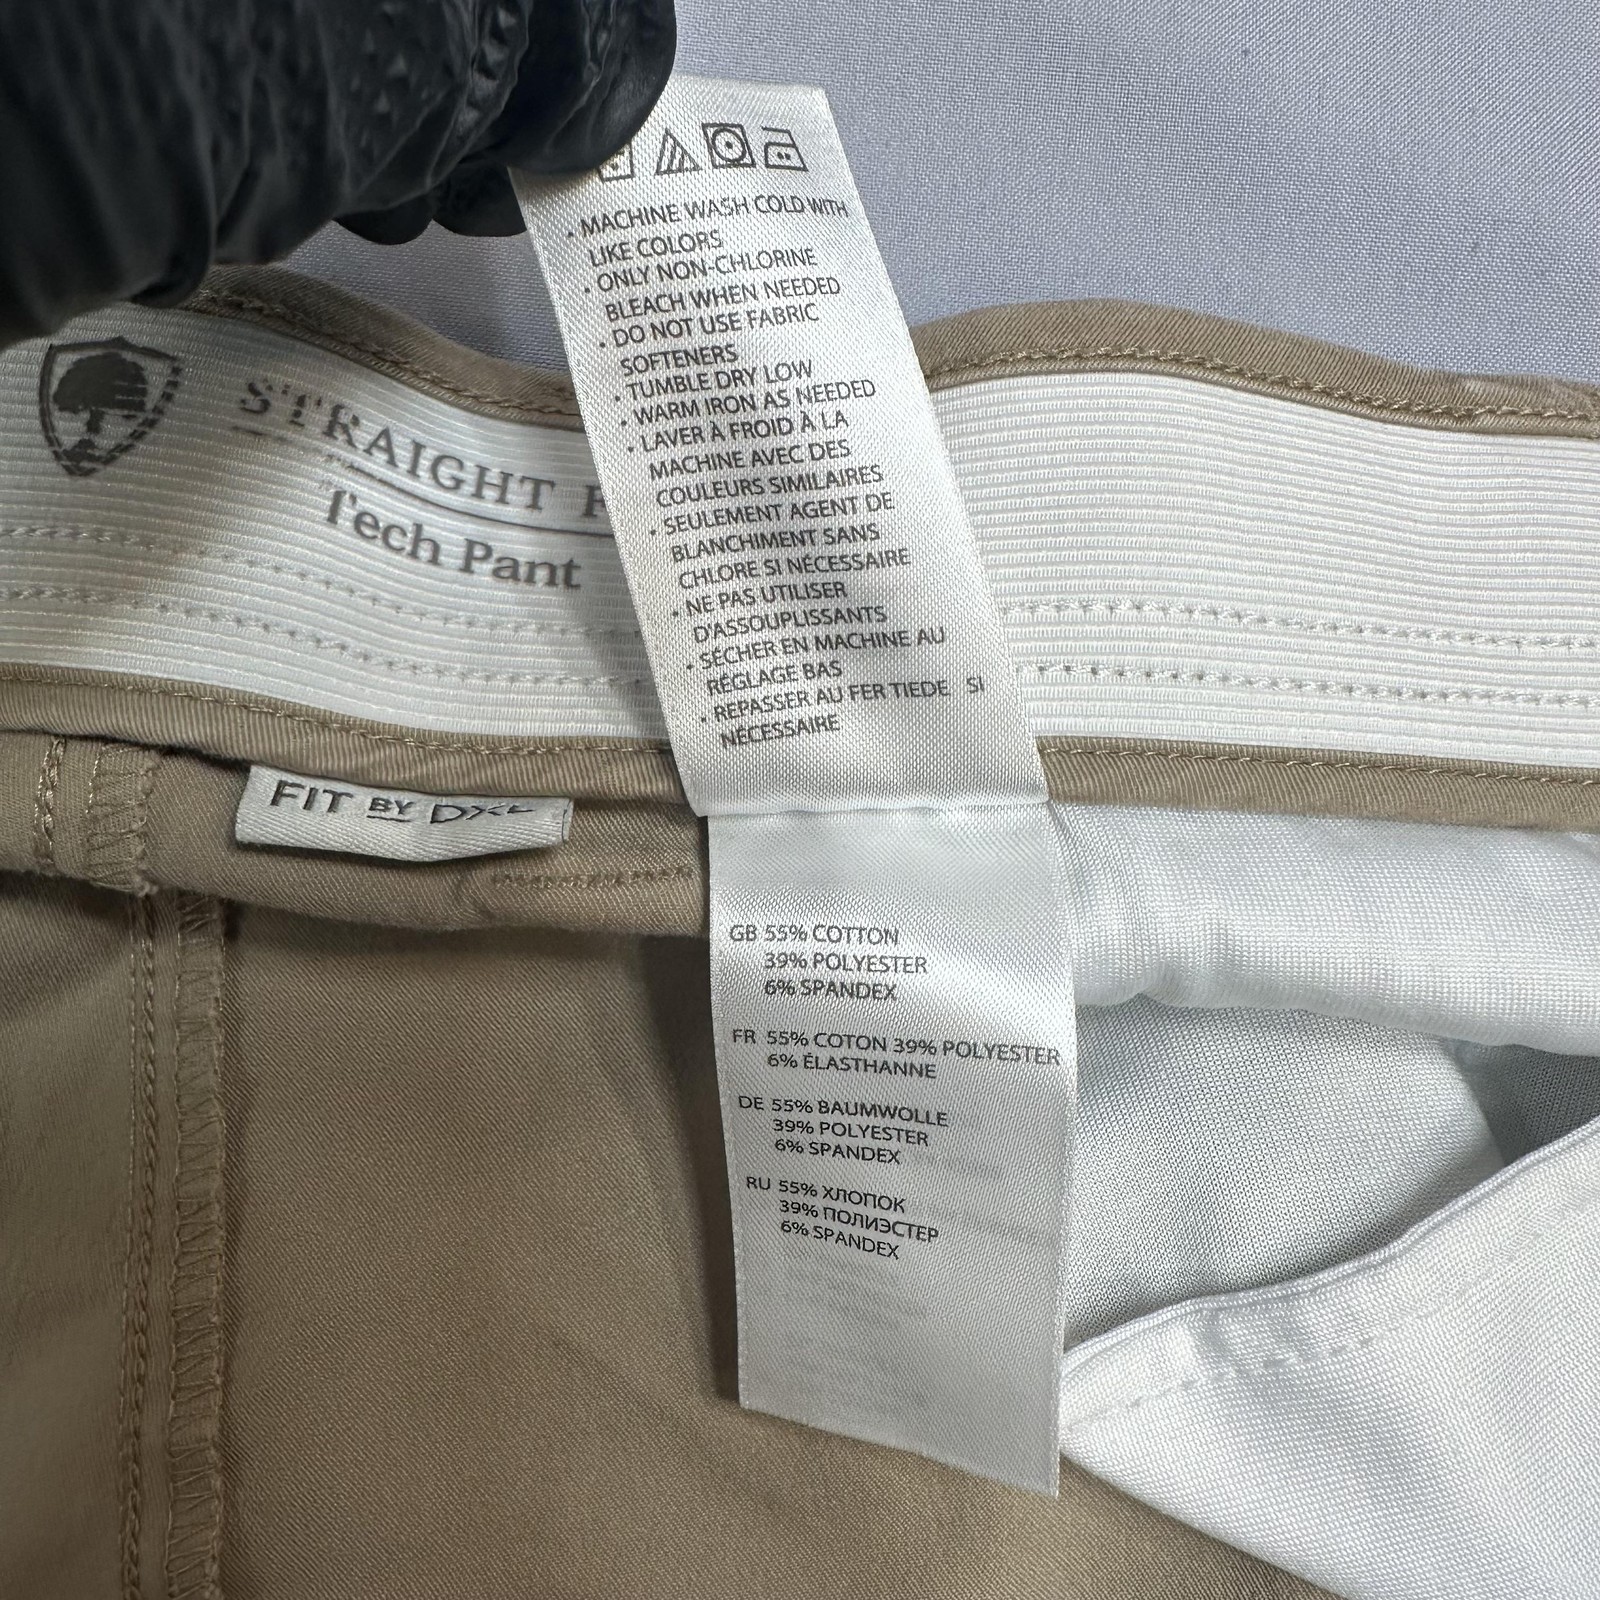 • MACHINE WASH COLD WITH
LIKE COLORS
• ONLY NON-CHLORINE
BLEACH WHEN NEEDED
• DO NOT USE FABRIC
SOFTENERS
• TUMBLE DRY LOW
• WARM IRON AS NEEDED
• LAVER À FROID À LA
MACHINE AVEC DES
COULEURS SIMILAIRES
• SEULEMENT AGENT DE
BLANCHIMENT SANS
CHLORE SI NÉCESSAIRE
• NE PAS UTILISER
D'ASSOUPLISSANTS
• SÉCHER EN MACHINE AU
RÉGLAGE BAS
• REPASSER AU FER TIEDE SI
NÉCESSAIRE
STRAIGHT F
Tech Pant
FIT BY DXL
GB 55% COTTON
39% POLYESTER
6% SPANDEX
FR 55% COTON 39% POLYESTER
6% ÉLASTHANNE
DE 55% BAUMWOLLE
39% POLYESTER
6% SPANDEX
RU 55% ХЛОПОК
39% ПОЛИЭСТЕР
6% SPANDEX